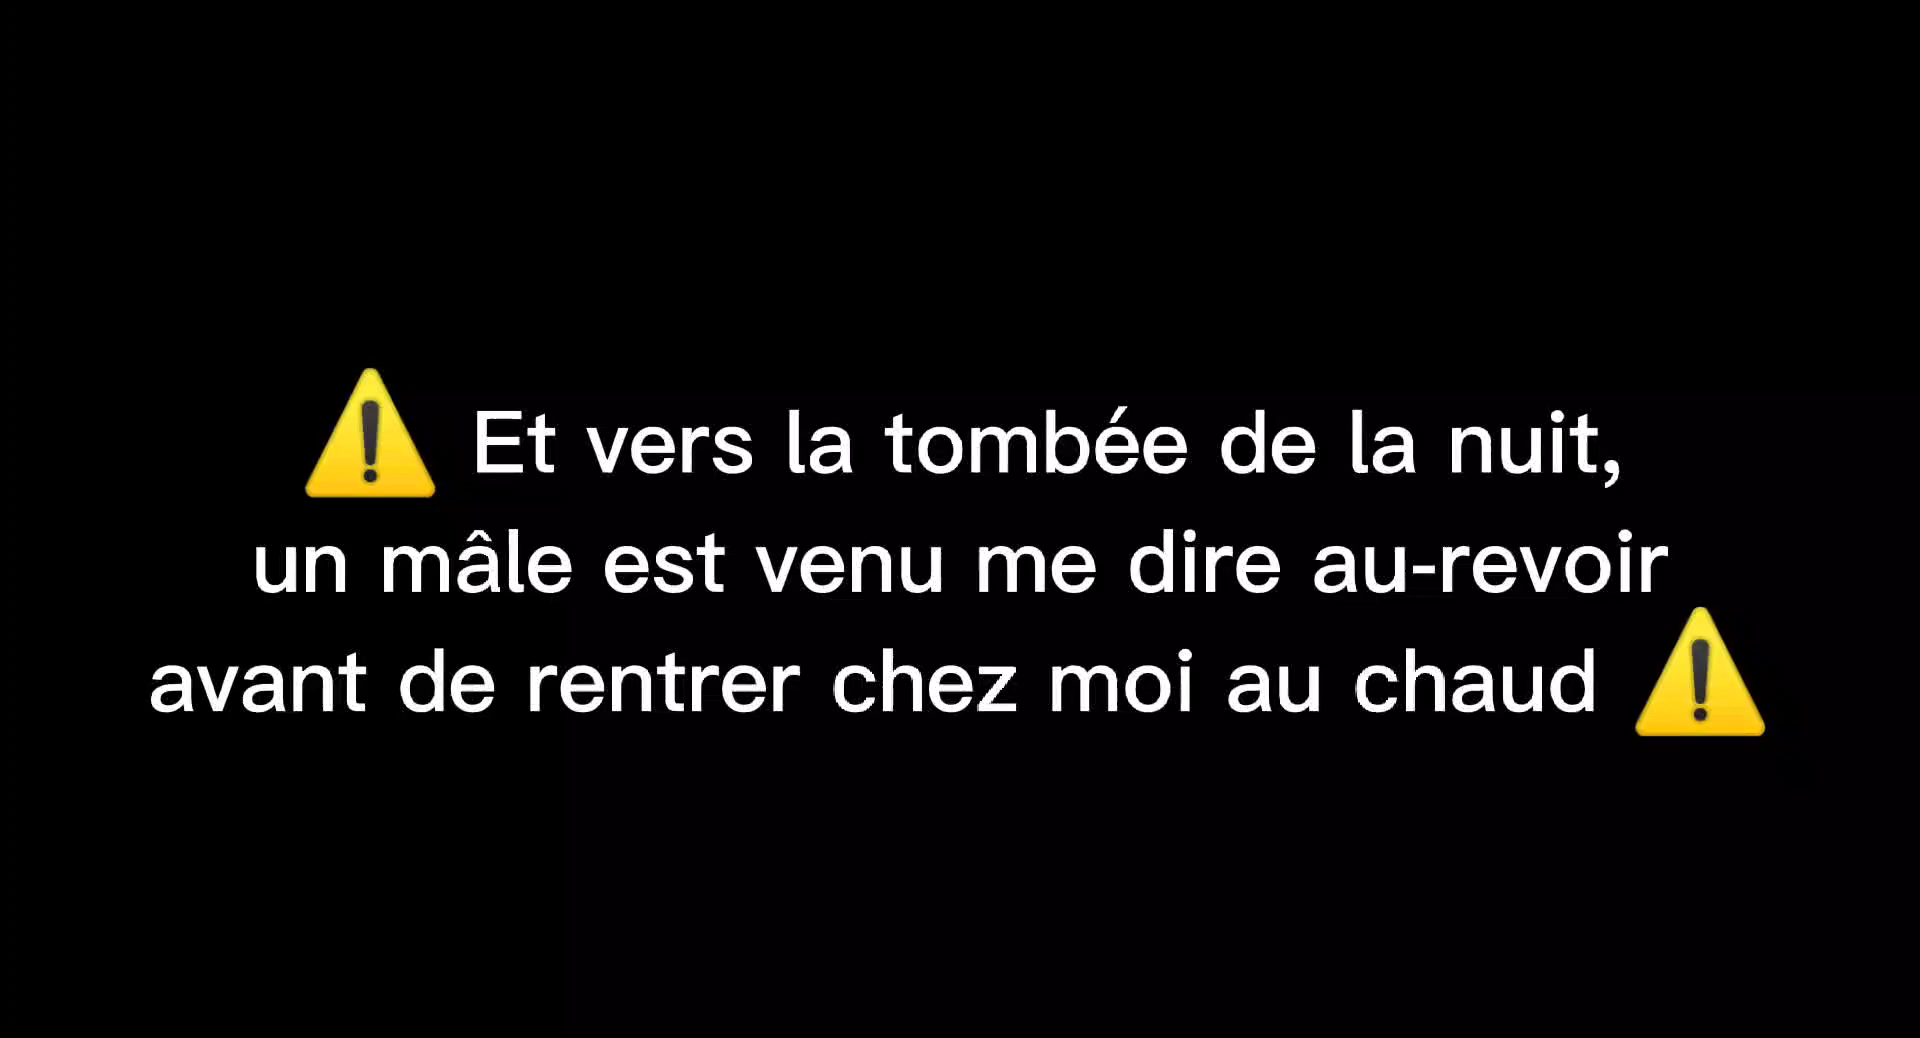 ⚠️ Et vers la tombée de la nuit,
un mâle est venu me dire au-revoir
avant de rentrer chez moi au chaud ⚠️